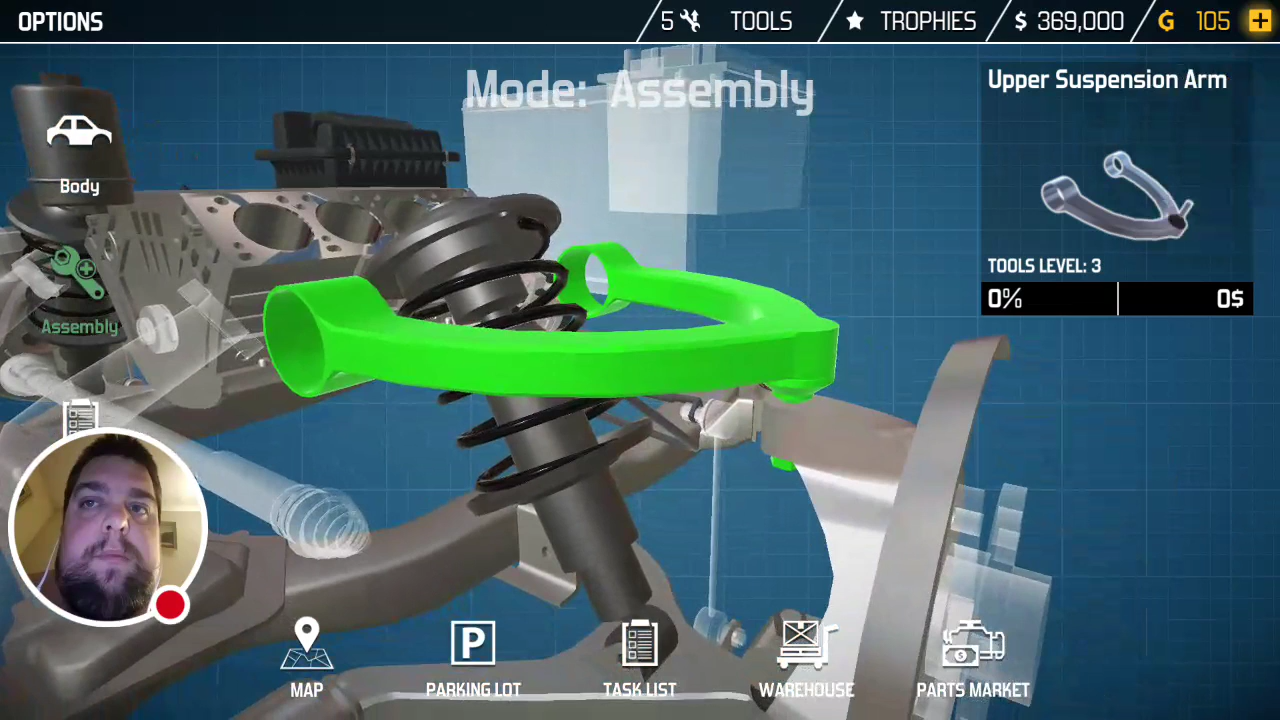 OPTIONS
5 TOOLS
TROPHIES
$ 369,000
G 105 +
Mode: Assembly
Upper Suspension Arm
Body
TOOLS LEVEL: 3
0%
0$
Assembly
MAP
P
PARKING LOT
TASK LIST
WAREHOUSE
$
PARTS MARKET